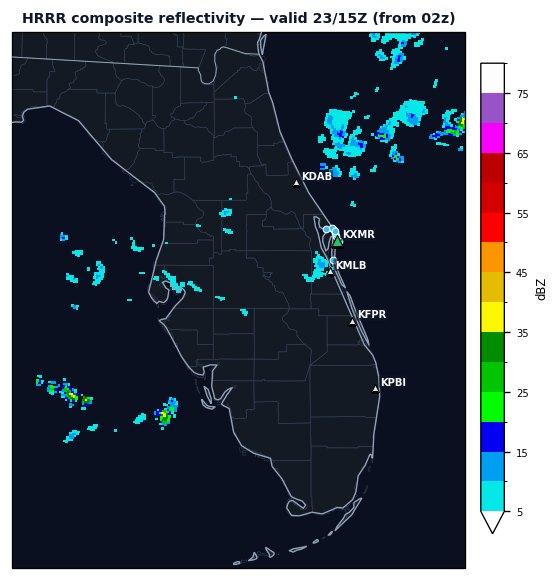 HRRR composite reflectivity — valid 23/15Z (from 02z)
KDAB
KXMR
KMLB
KFPR
KPBI
75
65
55
45
35
25
15
5
dBZ